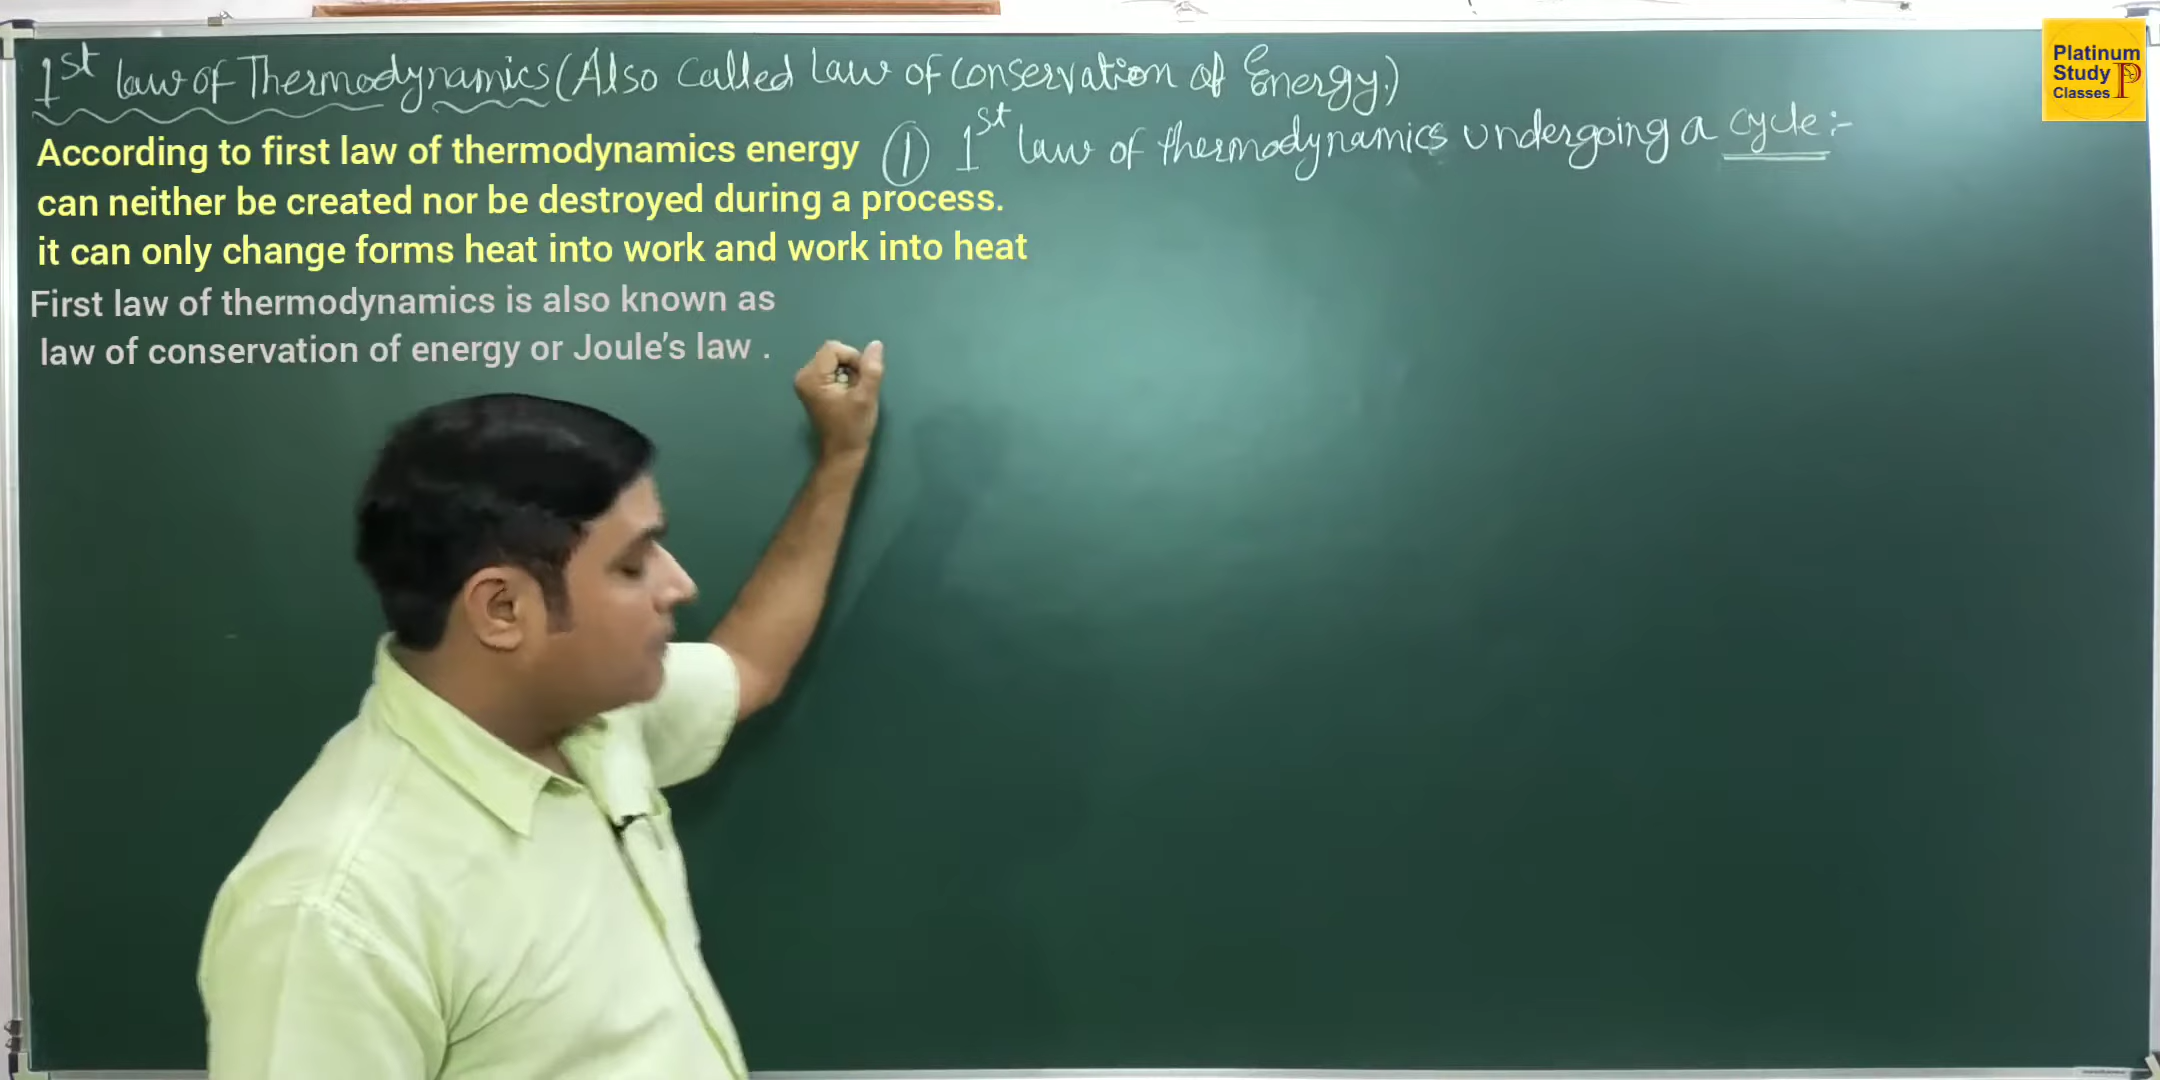 1st law of Thermodynamics (Also Called Law of Conservation of Energy.)
According to first law of thermodynamics energy
can neither be created nor be destroyed during a process.
it can only change forms heat into work and work into heat
First law of thermodynamics is also known as
law of conservation of energy or Joule's law .
① 1st law of thermodynamics undergoing a cycle:-
Platinum
Study
Classes